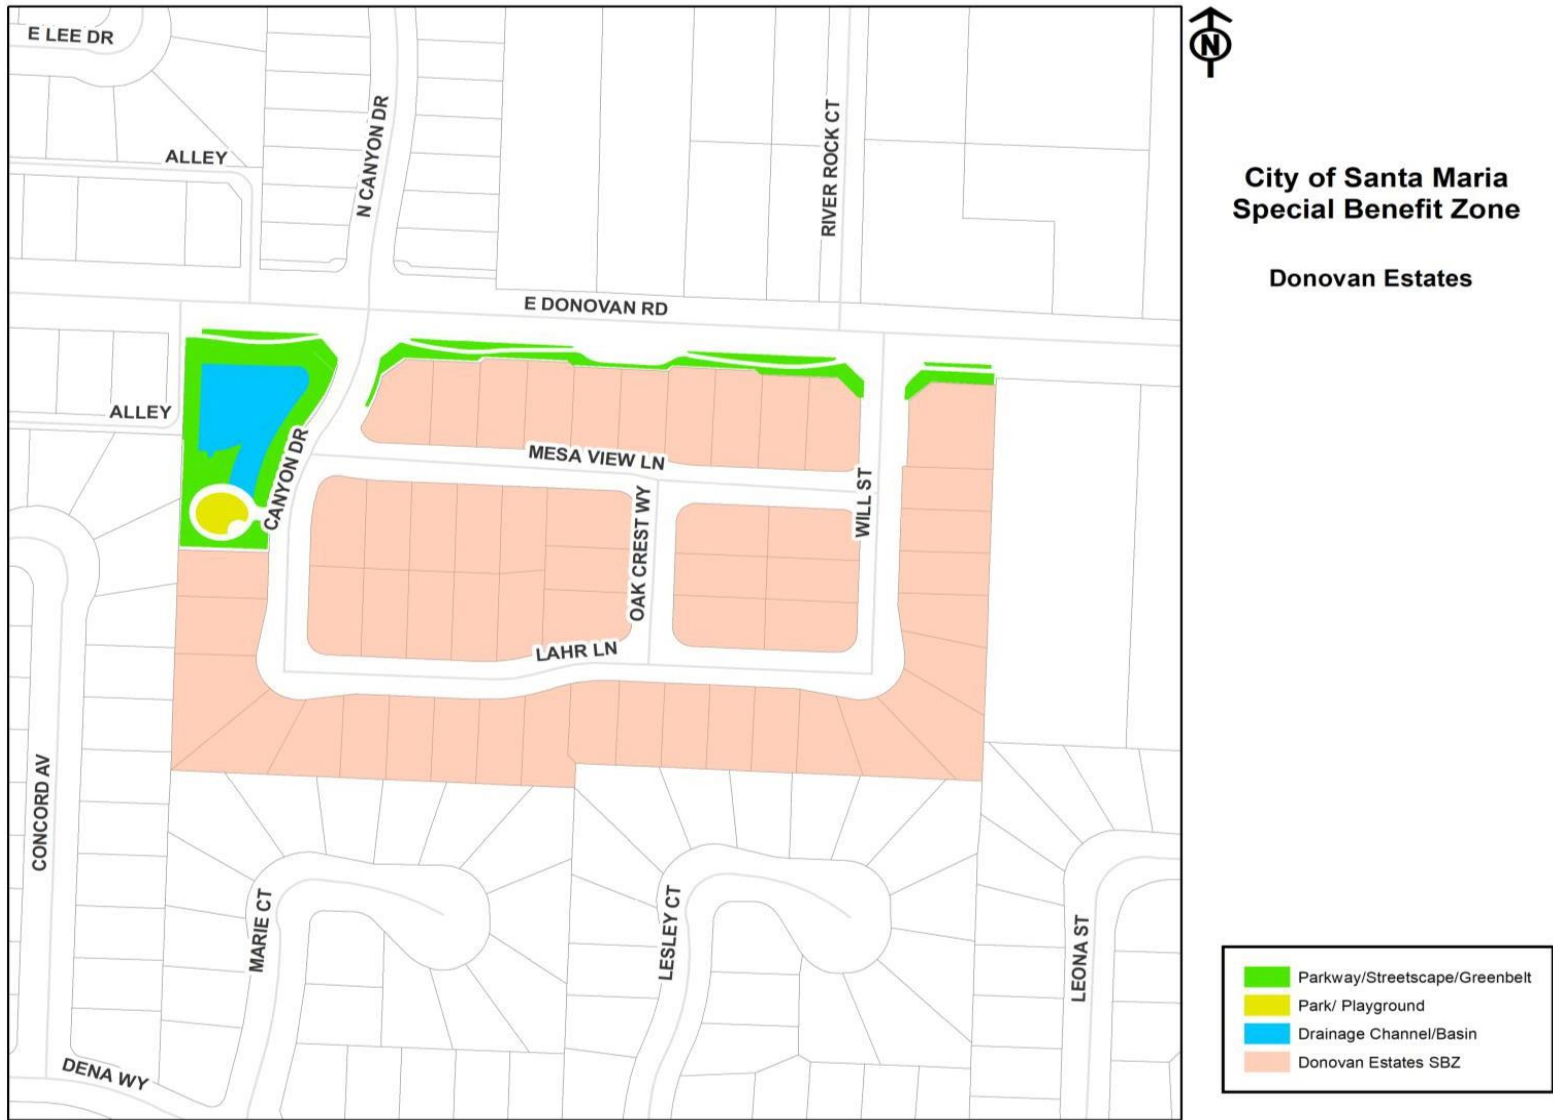 E LEE DR
ALLEY
N CANYON DR
RIVER ROCK CT
E DONOVAN RD
ALLEY
CANYON DR
MESA VIEW LN
OAK CREST WY
WILL ST
LAHR LN
CONCORD AV
MARIE CT
LESLEY CT
LEONA ST
DENA WY
N
City of Santa Maria
Special Benefit Zone
Donovan Estates
Parkway/Streetscape/Greenbelt
Park/ Playground
Drainage Channel/Basin
Donovan Estates SBZ